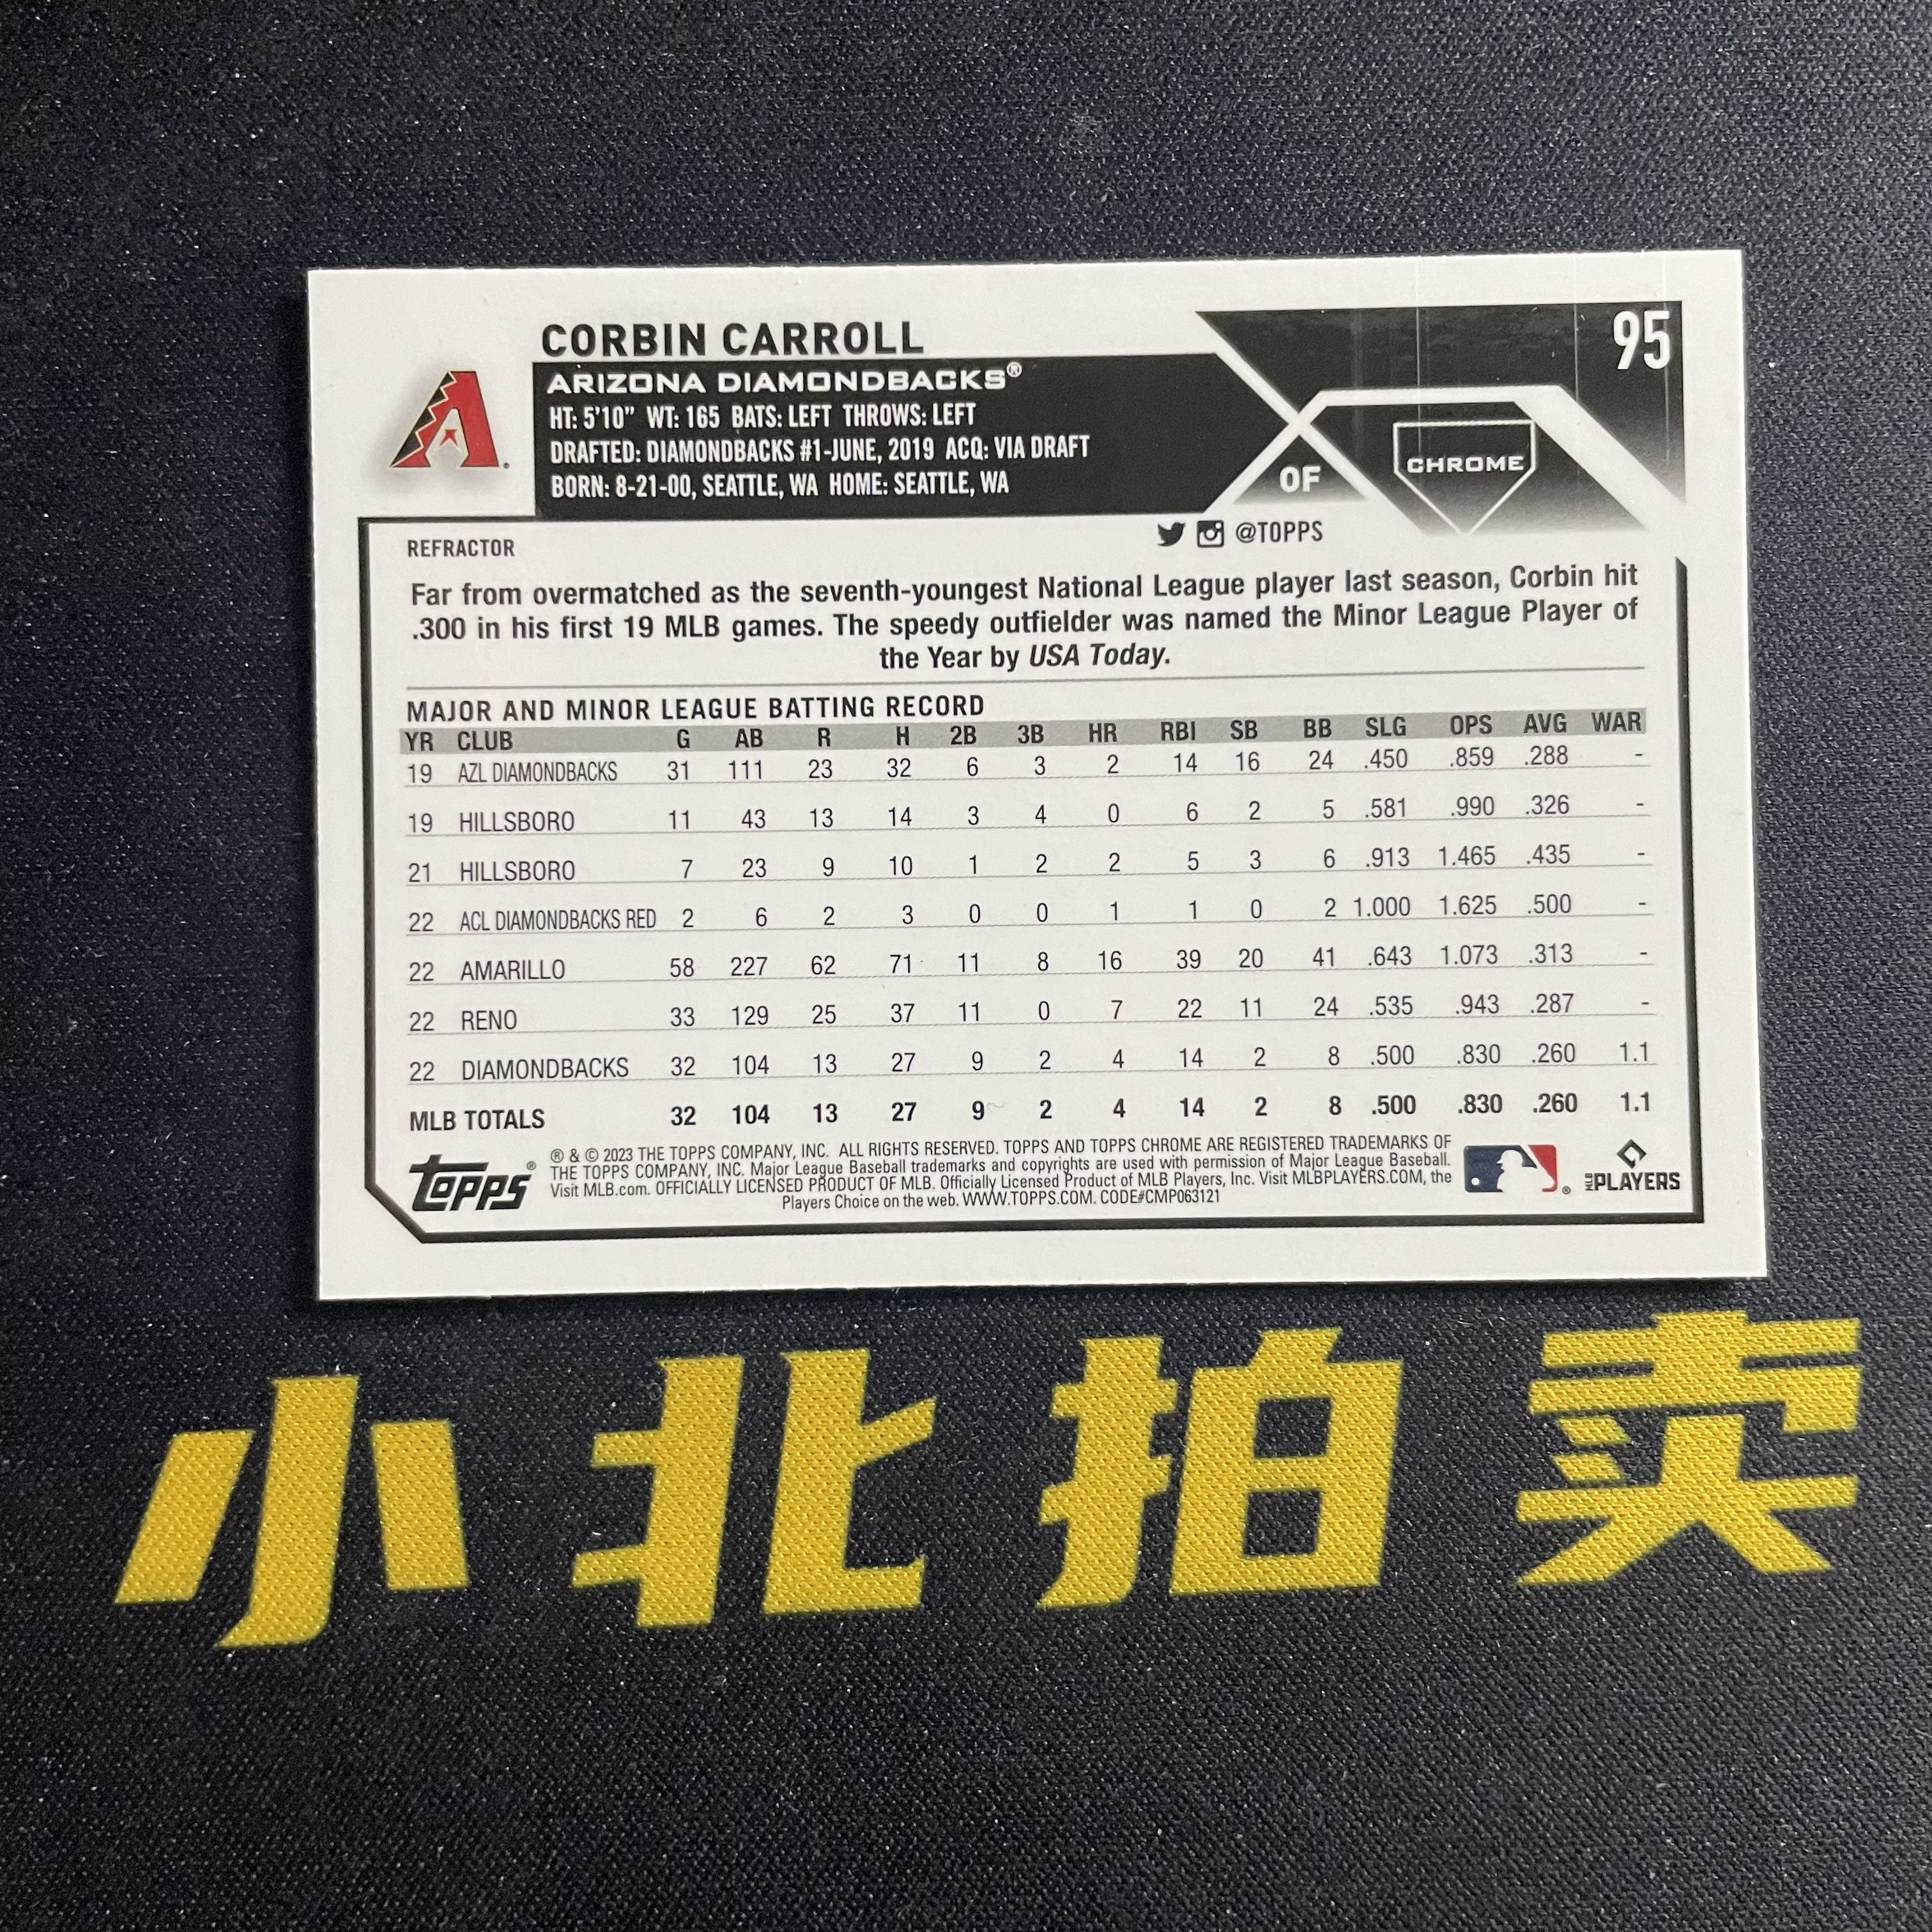 CORBIN CARROLL
95
ARIZONA DIAMONDBACKS®
HT: 5'10" WT: 165 BATS: LEFT THROWS: LEFT
DRAFTED: DIAMONDBACKS #1-JUNE, 2019 ACQ: VIA DRAFT
BORN: 8-21-00, SEATTLE, WA HOME: SEATTLE, WA
OF
CHROME
REFRACTOR
@TOPPS
Far from overmatched as the seventh-youngest National League player last season, Corbin hit
.300 in his first 19 MLB games. The speedy outfielder was named the Minor League Player of
the Year by USA Today.
MAJOR AND MINOR LEAGUE BATTING RECORD
YR CLUB G AB R H 2B 3B HR RBI SB BB SLG OPS AVG WAR
19 AZL DIAMONDBACKS 31 111 23 32 6 3 2 14 16 24 .450 .859 .288 -
19 HILLSBORO 11 43 13 14 3 4 0 6 2 5 .581 .990 .326 -
21 HILLSBORO 7 23 9 10 1 2 2 5 3 6 .913 1.465 .435 -
22 ACL DIAMONDBACKS RED 2 6 2 3 0 0 1 1 0 2 1.000 1.625 .500 -
22 AMARILLO 58 227 62 71 11 8 16 39 20 41 .643 1.073 .313 -
22 RENO 33 129 25 37 11 0 7 22 11 24 .535 .943 .287 -
22 DIAMONDBACKS 32 104 13 27 9 2 4 14 2 8 .500 .830 .260 1.1
MLB TOTALS 32 104 13 27 9 2 4 14 2 8 .500 .830 .260 1.1
TOPPS®
® & © 2023 THE TOPPS COMPANY, INC. ALL RIGHTS RESERVED. TOPPS AND TOPPS CHROME ARE REGISTERED TRADEMARKS OF
THE TOPPS COMPANY, INC. Major League Baseball trademarks and copyrights are used with permission of Major League Baseball.
Visit MLB.com. OFFICIALLY LICENSED PRODUCT OF MLB. Officially Licensed Product of MLB Players, Inc. Visit MLBPLAYERS.COM, the
Players Choice on the web. WWW.TOPPS.COM. CODE#CMP063121
MLB PLAYERS
小北拍卖